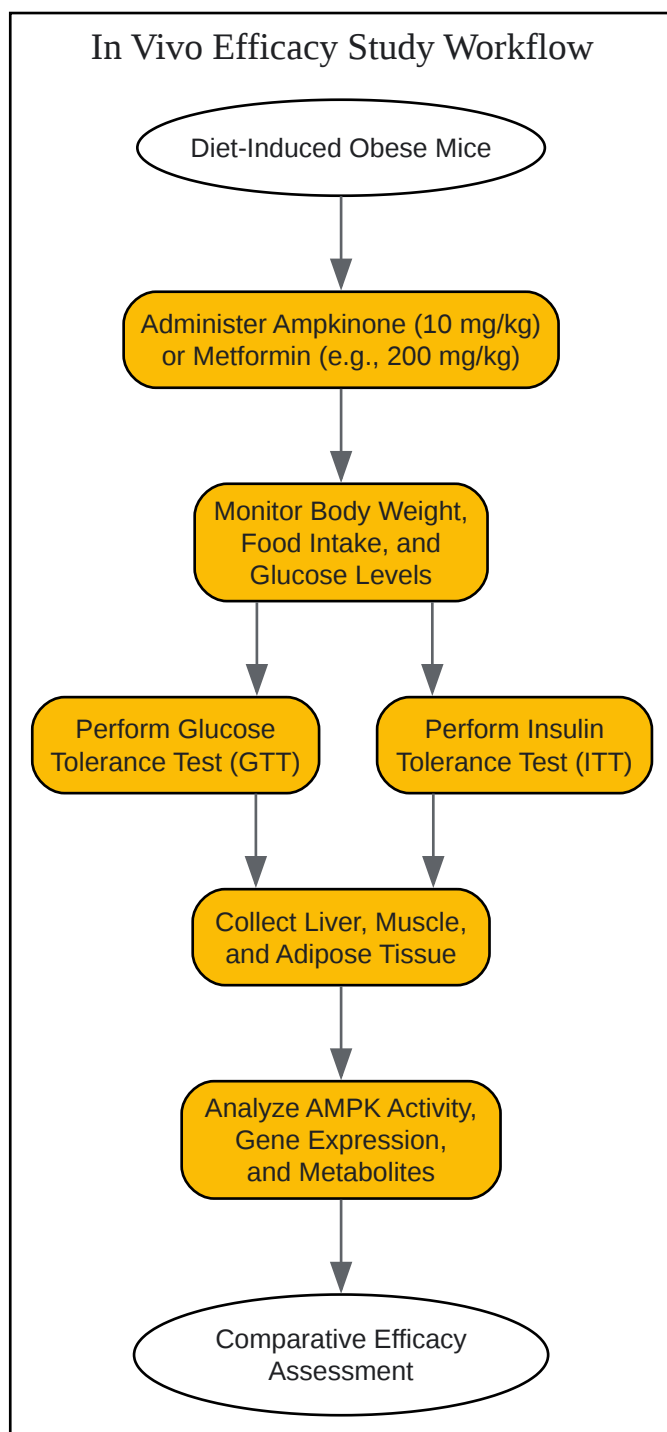 In Vivo Efficacy Study Workflow
Diet-Induced Obese Mice
Administer Ampkinone (10 mg/kg)
or Metformin (e.g., 200 mg/kg)
Monitor Body Weight,
Food Intake, and
Glucose Levels
Perform Glucose
Tolerance Test (GTT)
Perform Insulin
Tolerance Test (ITT)
Collect Liver, Muscle,
and Adipose Tissue
Analyze AMPK Activity,
Gene Expression,
and Metabolites
Comparative Efficacy
Assessment